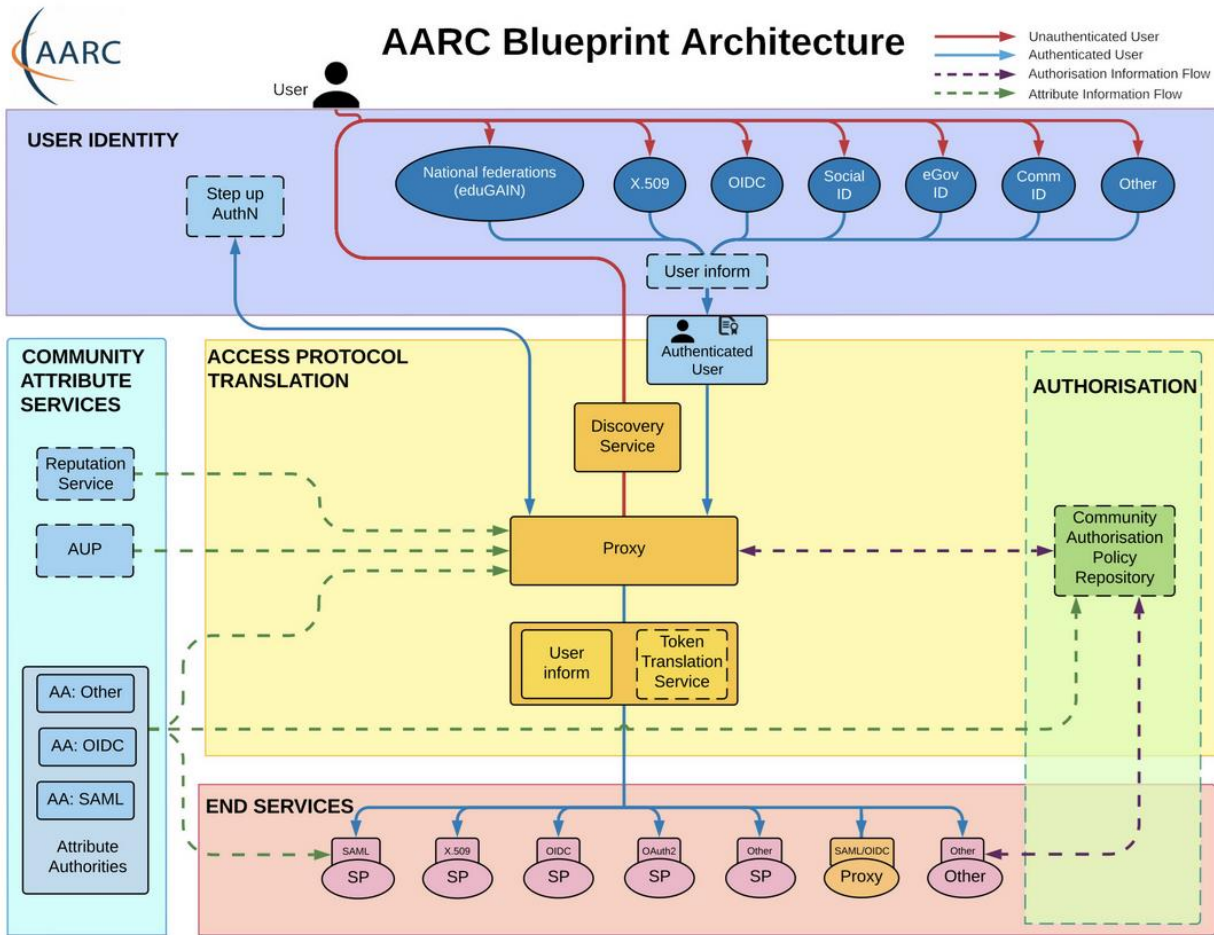 AARC
AARC Blueprint Architecture
Unauthenticated User
Authenticated User
Authorisation Information Flow
Attribute Information Flow
User
USER IDENTITY
Step up
AuthN
National federations
(eduGAIN)
X.509
OIDC
Social
ID
eGov
ID
Comm
ID
Other
User inform
Authenticated
User
COMMUNITY
ATTRIBUTE
SERVICES
ACCESS PROTOCOL
TRANSLATION
AUTHORISATION
Discovery
Service
Reputation
Service
AUP
Proxy
Community
Authorisation
Policy
Repository
User
inform
Token
Translation
Service
AA: Other
AA: OIDC
AA: SAML
Attribute
Authorities
END SERVICES
SAML
SP
X.509
SP
OIDC
SP
OAuth2
SP
Other
SP
SAML/OIDC
Proxy
Other
Other